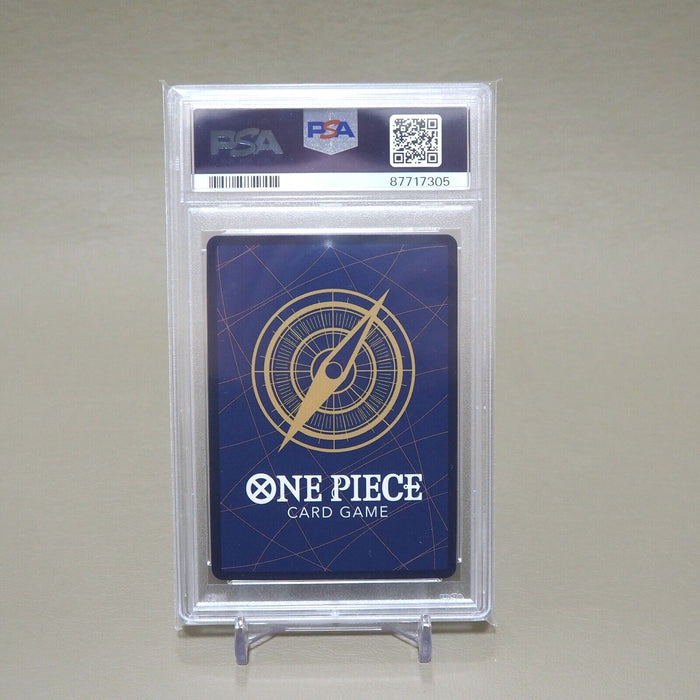 PSA PSA
87717305
ONE PIECE
CARD GAME